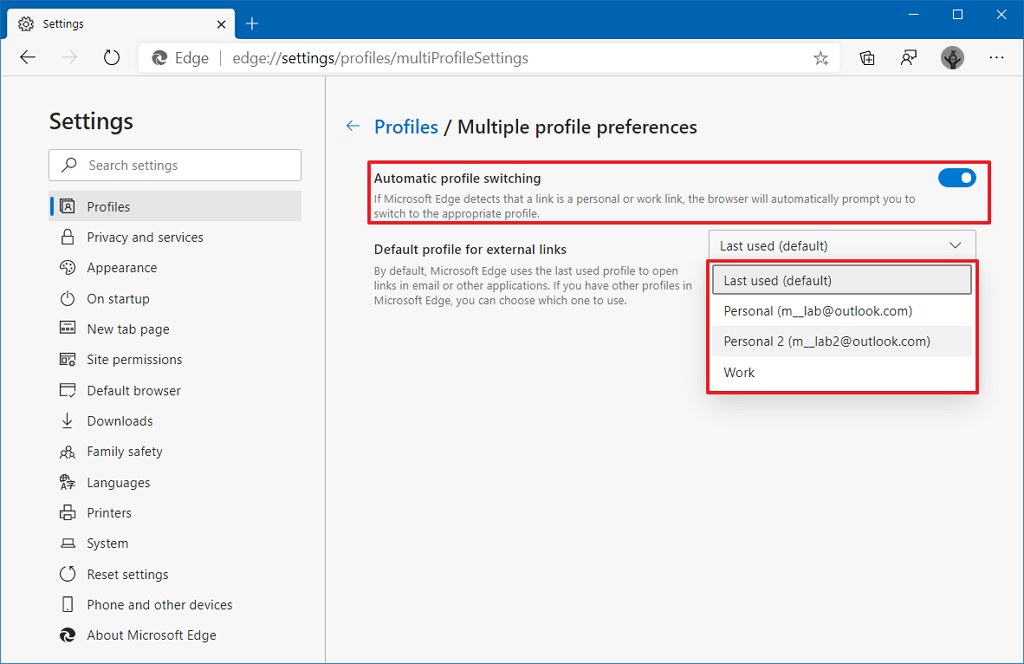 Settings
Edge | edge://settings/profiles/multiProfileSettings
Settings
Search settings
Profiles
Privacy and services
Appearance
On startup
New tab page
Site permissions
Default browser
Downloads
Family safety
Languages
Printers
System
Reset settings
Phone and other devices
About Microsoft Edge
Profiles / Multiple profile preferences
Automatic profile switching
If Microsoft Edge detects that a link is a personal or work link, the browser will automatically prompt you to
switch to the appropriate profile.
Default profile for external links
By default, Microsoft Edge uses the last used profile to open
links in email or other applications. If you have other profiles in
Microsoft Edge, you can choose which one to use.
Last used (default)
Last used (default)
Personal (m__lab@outlook.com)
Personal 2 (m__lab2@outlook.com)
Work